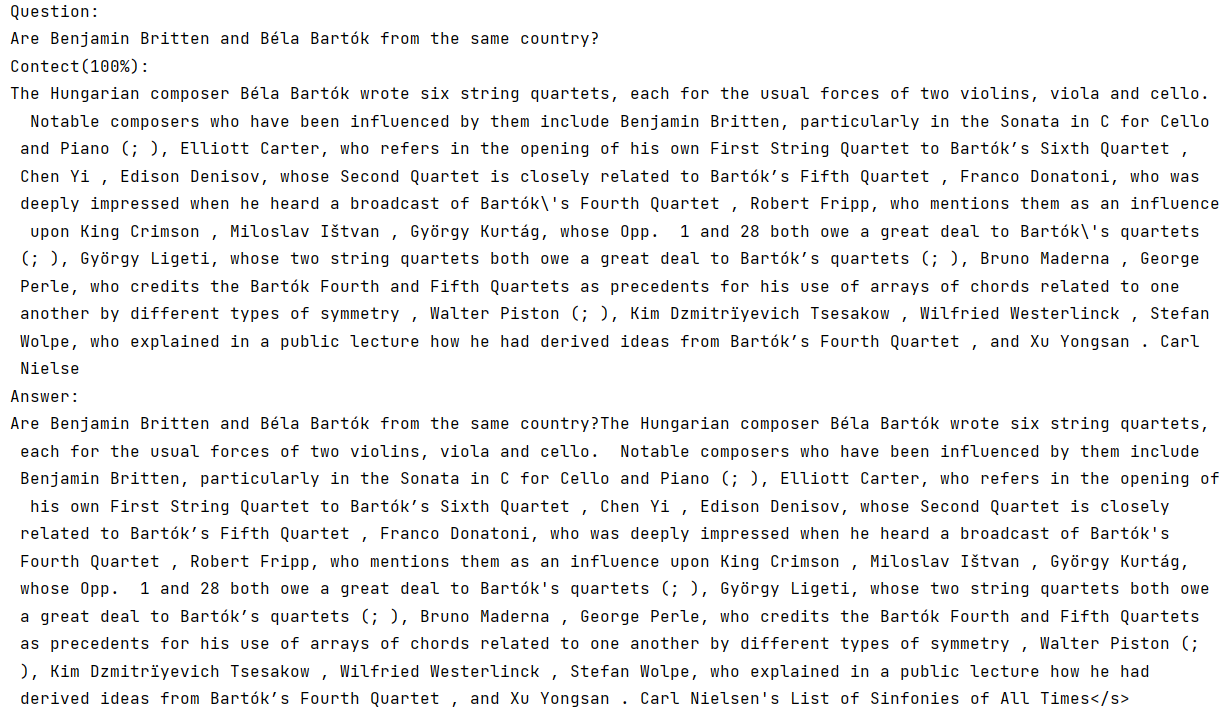 Question:
Are Benjamin Britten and Béla Bartók from the same country?
Contect(100%):
The Hungarian composer Béla Bartók wrote six string quartets, each for the usual forces of two violins, viola and cello.
Notable composers who have been influenced by them include Benjamin Britten, particularly in the Sonata in C for Cello
and Piano (; ), Elliott Carter, who refers in the opening of his own First String Quartet to Bartók’s Sixth Quartet ,
Chen Yi , Edison Denisov, whose Second Quartet is closely related to Bartók’s Fifth Quartet , Franco Donatoni, who was
deeply impressed when he heard a broadcast of Bartók\'s Fourth Quartet , Robert Fripp, who mentions them as an influence
upon King Crimson , Miloslav Ištvan , György Kurtág, whose Opp.  1 and 28 both owe a great deal to Bartók\'s quartets
(; ), György Ligeti, whose two string quartets both owe a great deal to Bartók’s quartets (; ), Bruno Maderna , George
Perle, who credits the Bartók Fourth and Fifth Quartets as precedents for his use of arrays of chords related to one
another by different types of symmetry , Walter Piston (; ), Kim Dzmitrïyevich Tsesakow , Wilfried Westerlinck , Stefan
Wolpe, who explained in a public lecture how he had derived ideas from Bartók’s Fourth Quartet , and Xu Yongsan . Carl
Nielse
Answer:
Are Benjamin Britten and Béla Bartók from the same country?The Hungarian composer Béla Bartók wrote six string quartets,
each for the usual forces of two violins, viola and cello.  Notable composers who have been influenced by them include
Benjamin Britten, particularly in the Sonata in C for Cello and Piano (; ), Elliott Carter, who refers in the opening of
his own First String Quartet to Bartók’s Sixth Quartet , Chen Yi , Edison Denisov, whose Second Quartet is closely
related to Bartók’s Fifth Quartet , Franco Donatoni, who was deeply impressed when he heard a broadcast of Bartók's
Fourth Quartet , Robert Fripp, who mentions them as an influence upon King Crimson , Miloslav Ištvan , György Kurtág,
whose Opp.  1 and 28 both owe a great deal to Bartók's quartets (; ), György Ligeti, whose two string quartets both owe
a great deal to Bartók’s quartets (; ), Bruno Maderna , George Perle, who credits the Bartók Fourth and Fifth Quartets
as precedents for his use of arrays of chords related to one another by different types of symmetry , Walter Piston (;
), Kim Dzmitrïyevich Tsesakow , Wilfried Westerlinck , Stefan Wolpe, who explained in a public lecture how he had
derived ideas from Bartók’s Fourth Quartet , and Xu Yongsan . Carl Nielsen's List of Sinfonies of All Times</s>